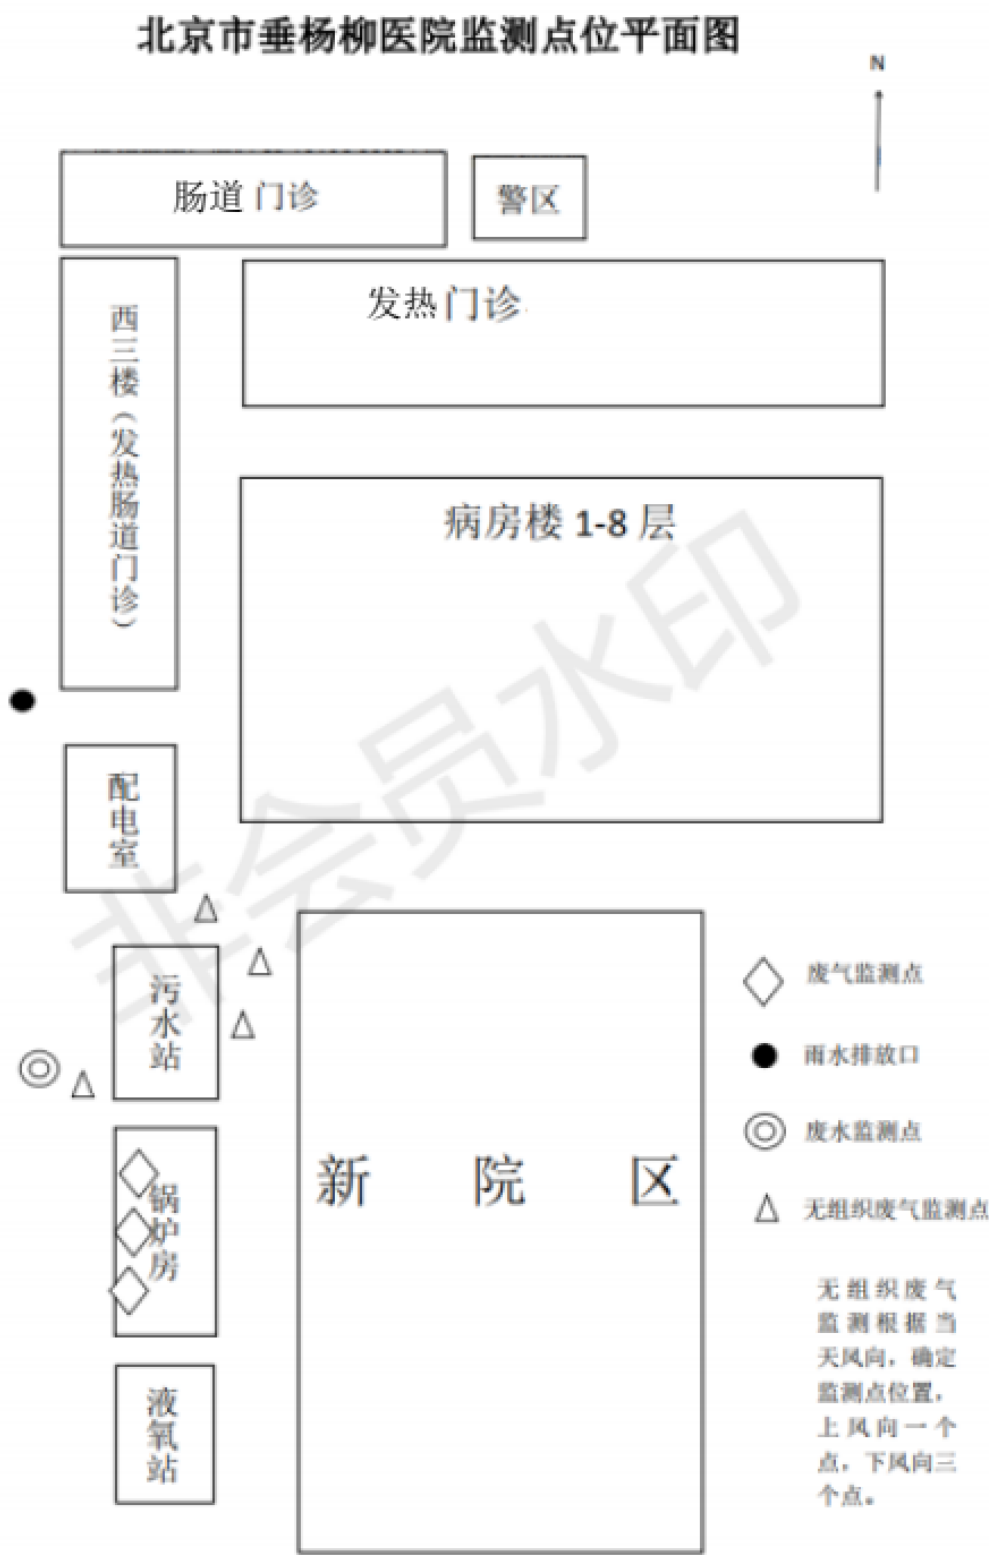 北京市垂杨柳医院监测点位平面图
N
肠道门诊
警区
发热门诊
西三楼（发热肠道门诊）
病房楼 1-8 层
配电室
污水站
锅炉房
液氧站
新 院 区
废气监测点
雨水排放口
废水监测点
无组织废气监测点
无组织废气
监测根据当
天风向，确定
监测点位置，
上风向一个
点，下风向三
个点。
非会员水印